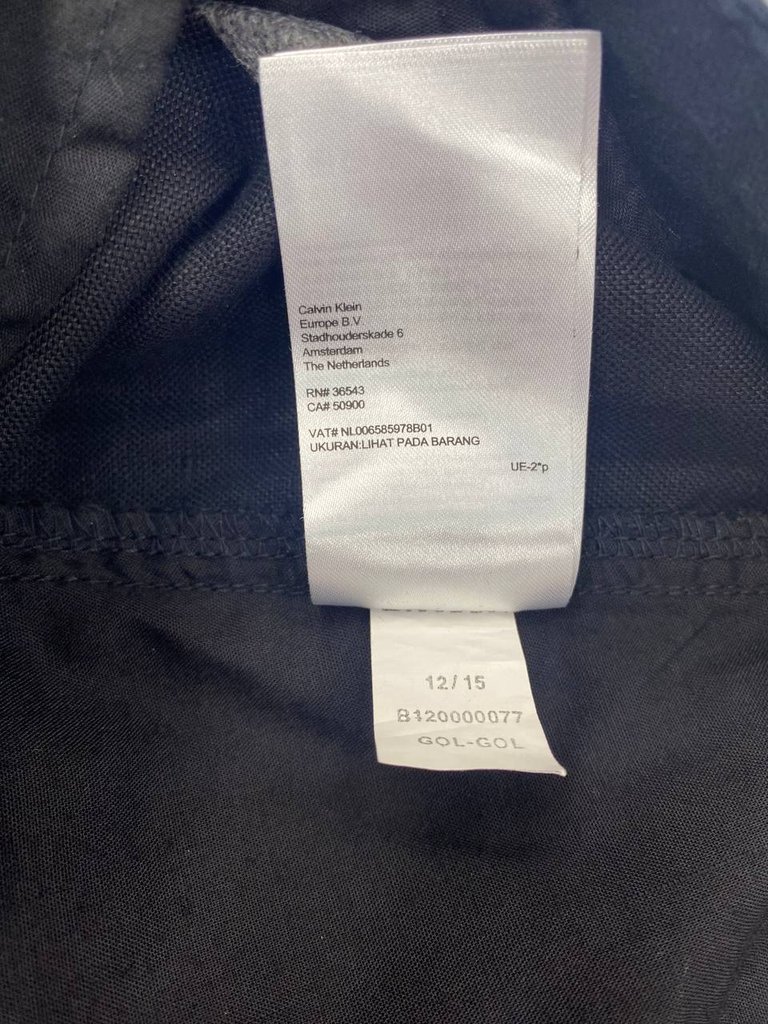 Calvin Klein
Europe B.V.
Stadhouderskade 6
Amsterdam
The Netherlands
RN# 36543
CA# 50900
VAT# NL006585978B01
UKURAN:LIHAT PADA BARANG
UE-2*p
12/15
B120000077
GOL-GOL